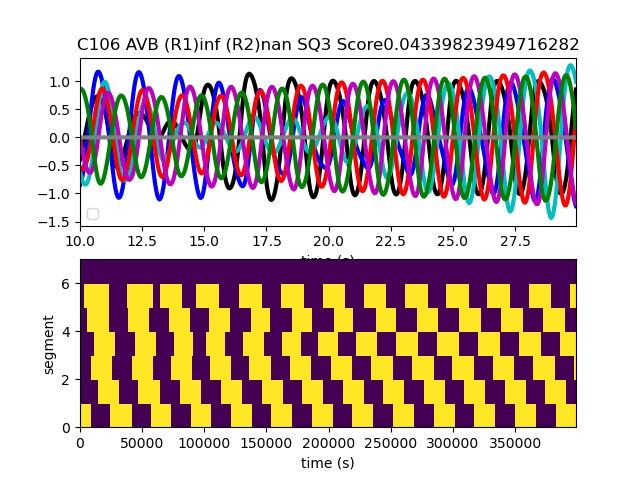 C106 AVB (R1)inf (R2)nan SQ3 Score0.04339823949716282
1.0
0.5
0.0
−0.5
−1.0
−1.5
10.0 12.5 15.0 17.5 20.0 22.5 25.0 27.5
time (s)
6
4
2
0
segment
0 50000 100000 150000 200000 250000 300000 350000
time (s)